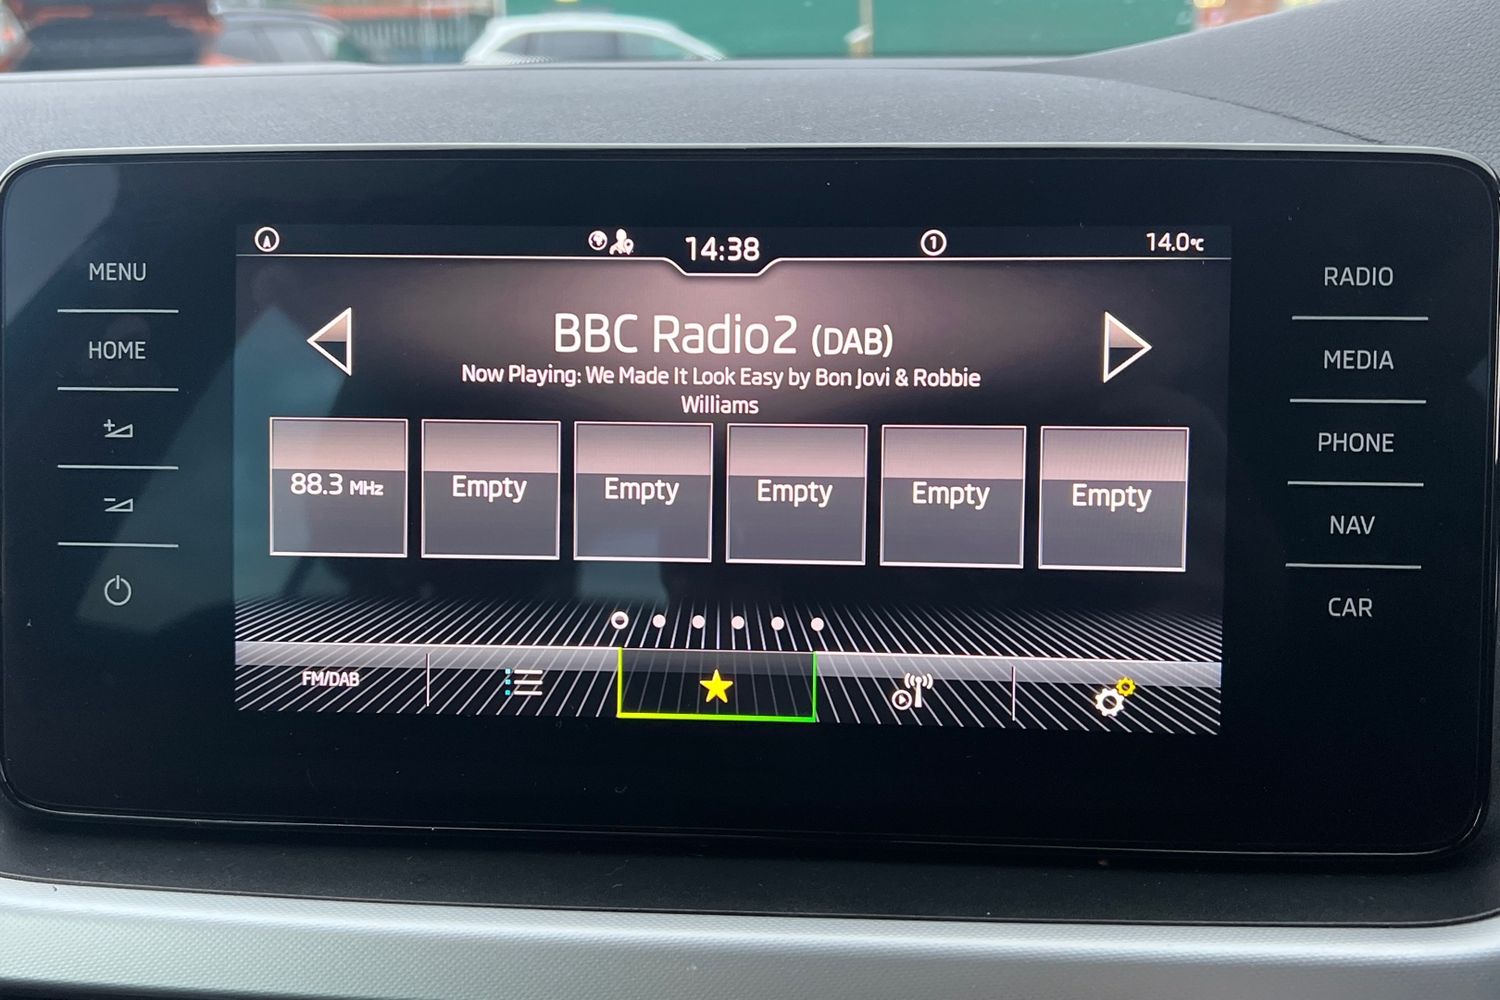 14:38
1
14.0°C
MENU
HOME
RADIO
MEDIA
PHONE
NAV
CAR
BBC Radio2 (DAB)
Now Playing: We Made It Look Easy by Bon Jovi & Robbie
Williams
88.3 MHz
Empty
Empty
Empty
Empty
Empty
FM/DAB